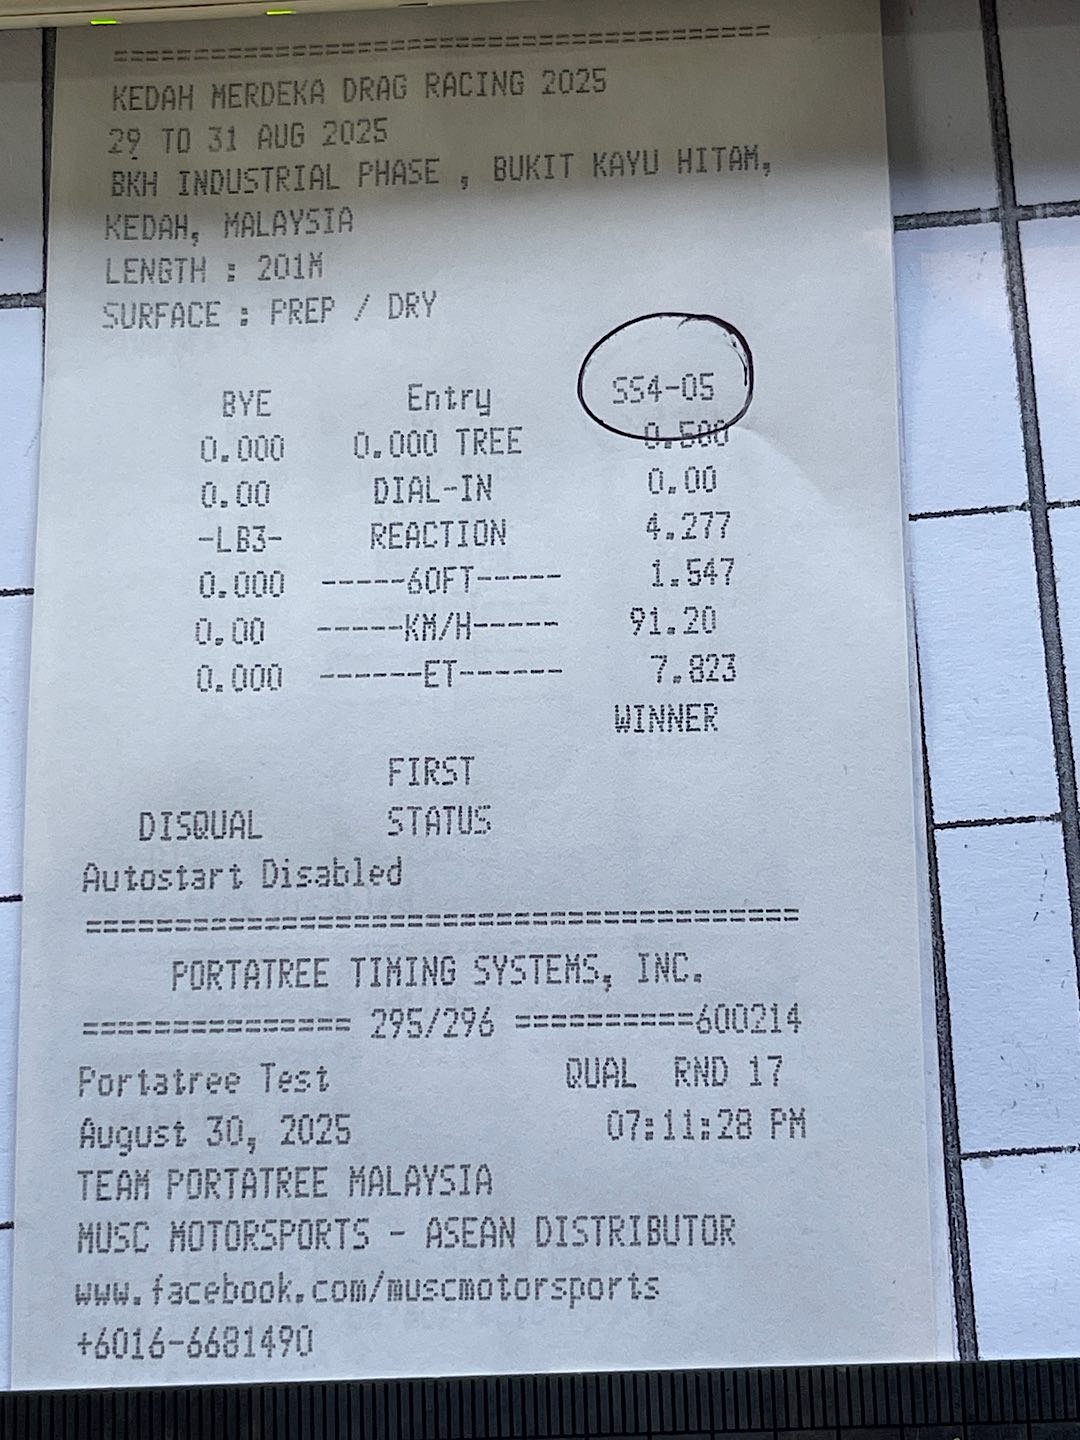 =====================================
KEDAH MERDEKA DRAG RACING 2025
29 TO 31 AUG 2025
BKH INDUSTRIAL PHASE , BUKIT KAYU HITAM,
KEDAH, MALAYSIA
LENGTH : 201M
SURFACE : PREP / DRY
BYE Entry SS4-05
0.000 0.000 TREE 0.500
0.00 DIAL-IN 0.00
-LB3- REACTION 4.277
0.000 -----60FT----- 1.547
0.00 -----KM/H----- 91.20
0.000 ------ET------ 7.823
WINNER
FIRST
DISQUAL STATUS
Autostart Disabled
========================================
PORTATREE TIMING SYSTEMS, INC.
=============== 295/296 ==========600214
Portatree Test QUAL RND 17
August 30, 2025 07:11:28 PM
TEAM PORTATREE MALAYSIA
MUSC MOTORSPORTS - ASEAN DISTRIBUTOR
www.facebook.com/muscmotorsports
+6016-6681490